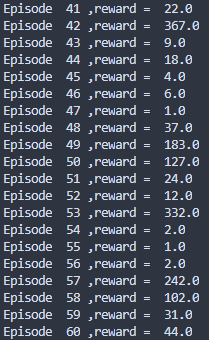 Episode  41 ,reward =  22.0
Episode  42 ,reward =  367.0
Episode  43 ,reward =  9.0
Episode  44 ,reward =  18.0
Episode  45 ,reward =  4.0
Episode  46 ,reward =  6.0
Episode  47 ,reward =  1.0
Episode  48 ,reward =  37.0
Episode  49 ,reward =  183.0
Episode  50 ,reward =  127.0
Episode  51 ,reward =  24.0
Episode  52 ,reward =  12.0
Episode  53 ,reward =  332.0
Episode  54 ,reward =  2.0
Episode  55 ,reward =  1.0
Episode  56 ,reward =  2.0
Episode  57 ,reward =  242.0
Episode  58 ,reward =  102.0
Episode  59 ,reward =  31.0
Episode  60 ,reward =  44.0